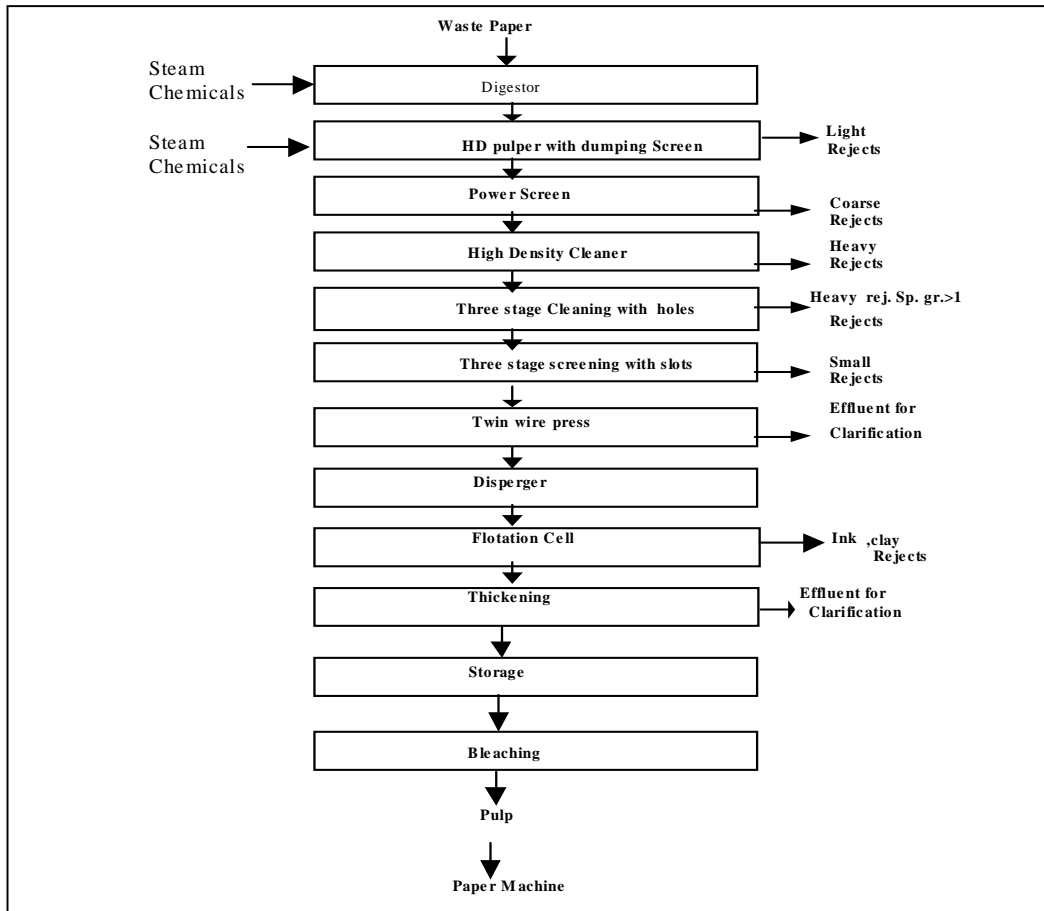 Waste Paper
Steam
Chemicals
Digestor
Steam
Chemicals
HD pulper with dumping Screen
Light
Rejects
Power Screen
Coarse
Rejects
High Density Cleaner
Heavy
Rejects
Three stage Cleaning with holes
Heavy rej. Sp. gr.>1
Rejects
Three stage screening with slots
Small
Rejects
Twin wire press
Effluent for
Clarification
Disperger
Flotation Cell
Ink ,clay
Rejects
Thickening
Effluent for
Clarification
Storage
Bleaching
Pulp
Paper Machine